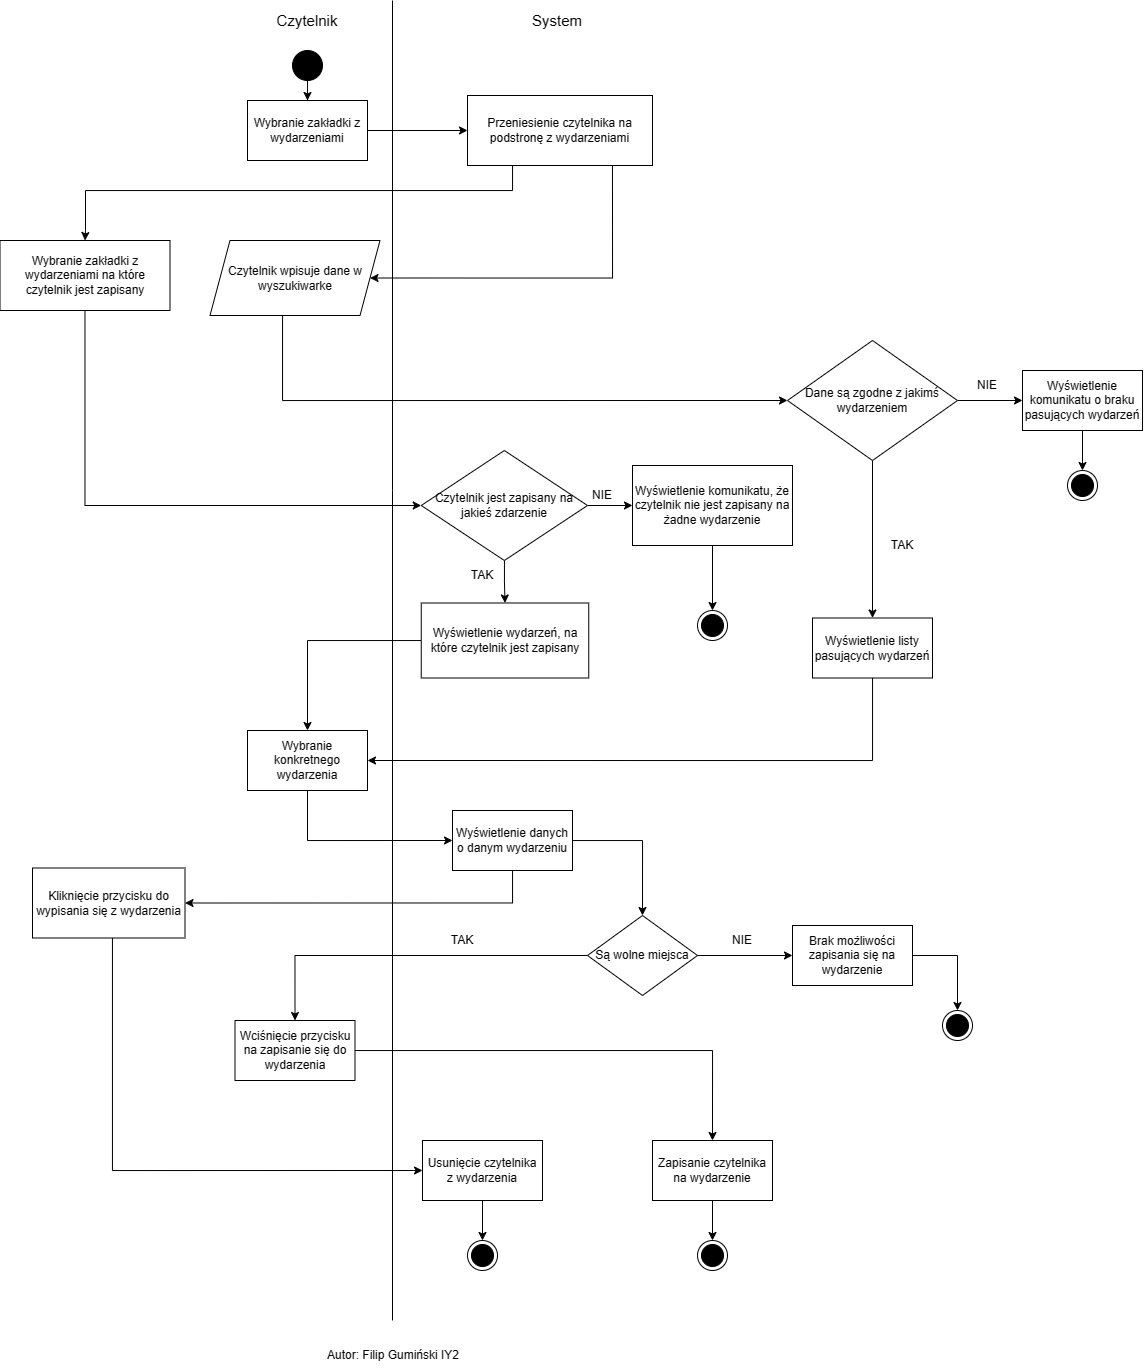 Czytelnik
System
Wybranie zakładki z
wydarzeniami
Przeniesienie czytelnika na
podstronę z wydarzeniami
Wybranie zakładki z
wydarzeniami na które
czytelnik jest zapisany
Czytelnik wpisuje dane w
wyszukiwarke
Dane są zgodne z jakimś
wydarzeniem
NIE
Wyświetlenie
komunikatu o braku
pasujących wydarzeń
Czytelnik jest zapisany na
jakieś zdarzenie
NIE
Wyświetlenie komunikatu, że
czytelnik nie jest zapisany na
żadne wydarzenie
TAK
TAK
Wyświetlenie wydarzeń, na
które czytelnik jest zapisany
Wyświetlenie listy
pasujących wydarzeń
Wybranie
konkretnego
wydarzenia
Wyświetlenie danych
o danym wydarzeniu
Kliknięcie przycisku do
wypisania się z wydarzenia
TAK
Są wolne miejsca
NIE
Brak możliwości
zapisania się na
wydarzenie
Wciśnięcie przycisku
na zapisanie się do
wydarzenia
Usunięcie czytelnika
z wydarzenia
Zapisanie czytelnika
na wydarzenie
Autor: Filip Gumiński IY2